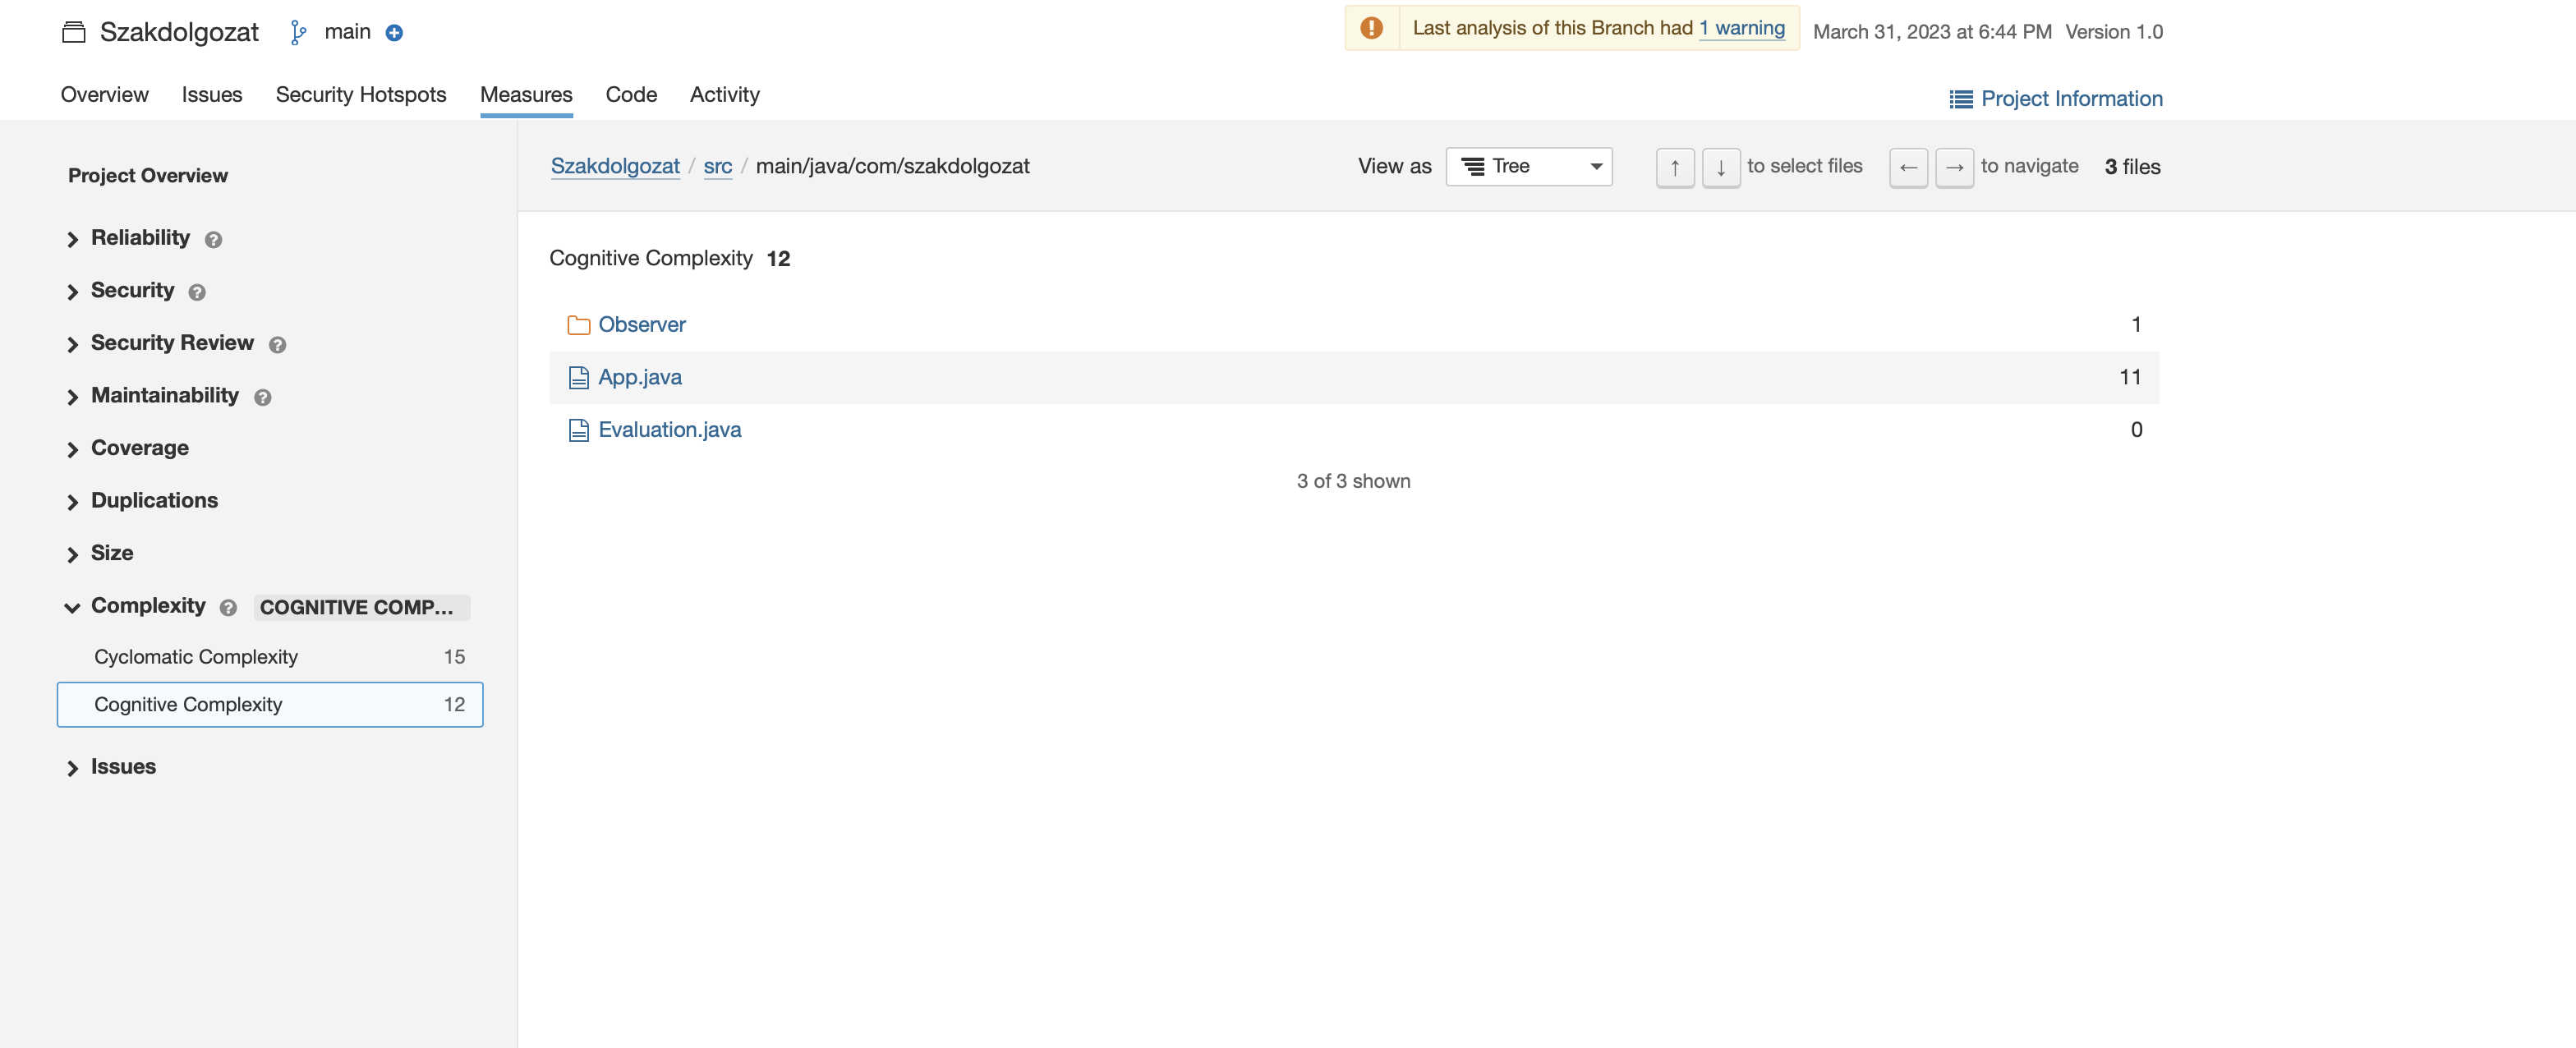 Szakdolgozat main
Last analysis of this Branch had 1 warning March 31, 2023 at 6:44 PM Version 1.0
Overview Issues Security Hotspots Measures Code Activity
Project Information
Project Overview
Reliability ?
Security ?
Security Review ?
Maintainability ?
Coverage
Duplications
Size
Complexity ? COGNITIVE COMP...
Cyclomatic Complexity 15
Cognitive Complexity 12
Issues
Szakdolgozat / src / main/java/com/szakdolgozat
View as Tree ↑ ↓ to select files ← → to navigate 3 files
Cognitive Complexity 12
Observer 1
App.java 11
Evaluation.java 0
3 of 3 shown